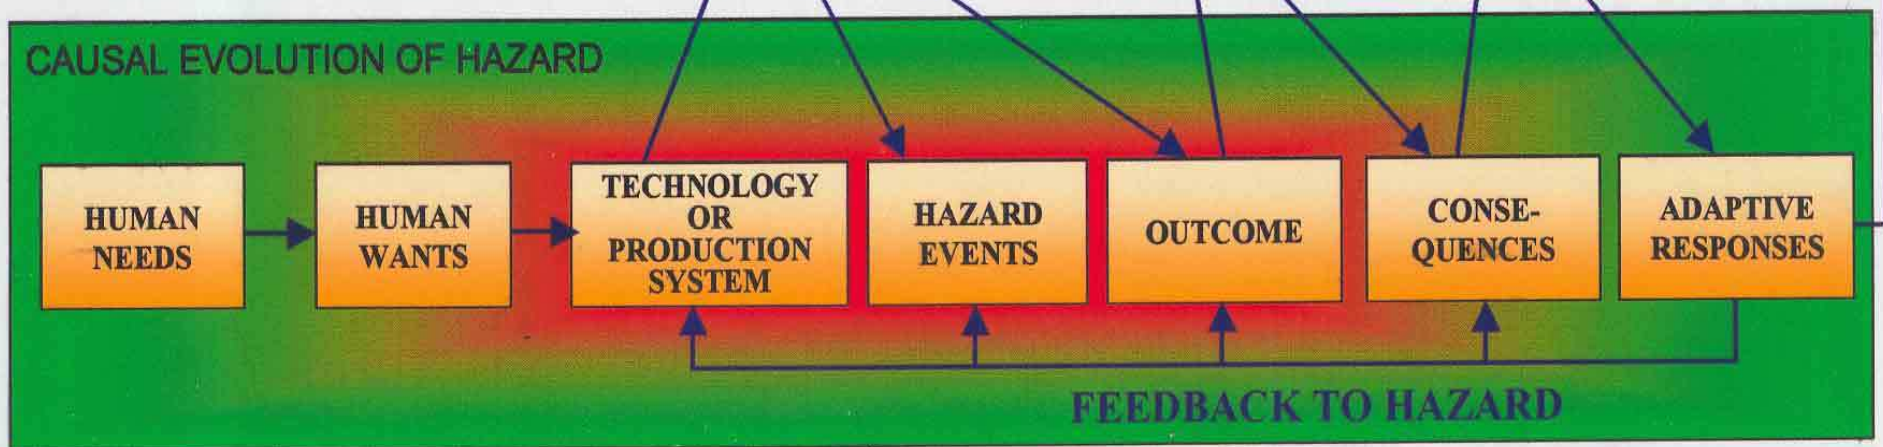 CAUSAL EVOLUTION OF HAZARD
HUMAN
NEEDS
HUMAN
WANTS
TECHNOLOGY
OR
PRODUCTION
SYSTEM
HAZARD
EVENTS
OUTCOME
CONSE-
QUENCES
ADAPTIVE
RESPONSES
FEEDBACK TO HAZARD